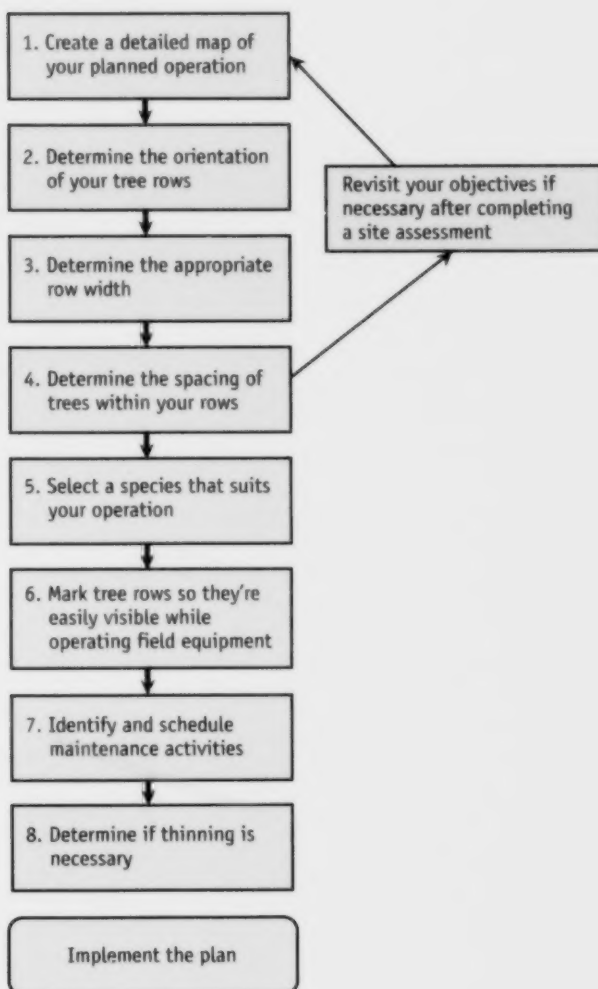 1. Create a detailed map of
your planned operation
2. Determine the orientation
of your tree rows
Revisit your objectives if
necessary after completing
a site assessment
3. Determine the appropriate
row width
4. Determine the spacing of
trees within your rows
5. Select a species that suits
your operation
6. Mark tree rows so they're
easily visible while
operating field equipment
7. Identify and schedule
maintenance activities
8. Determine if thinning is
necessary
Implement the plan